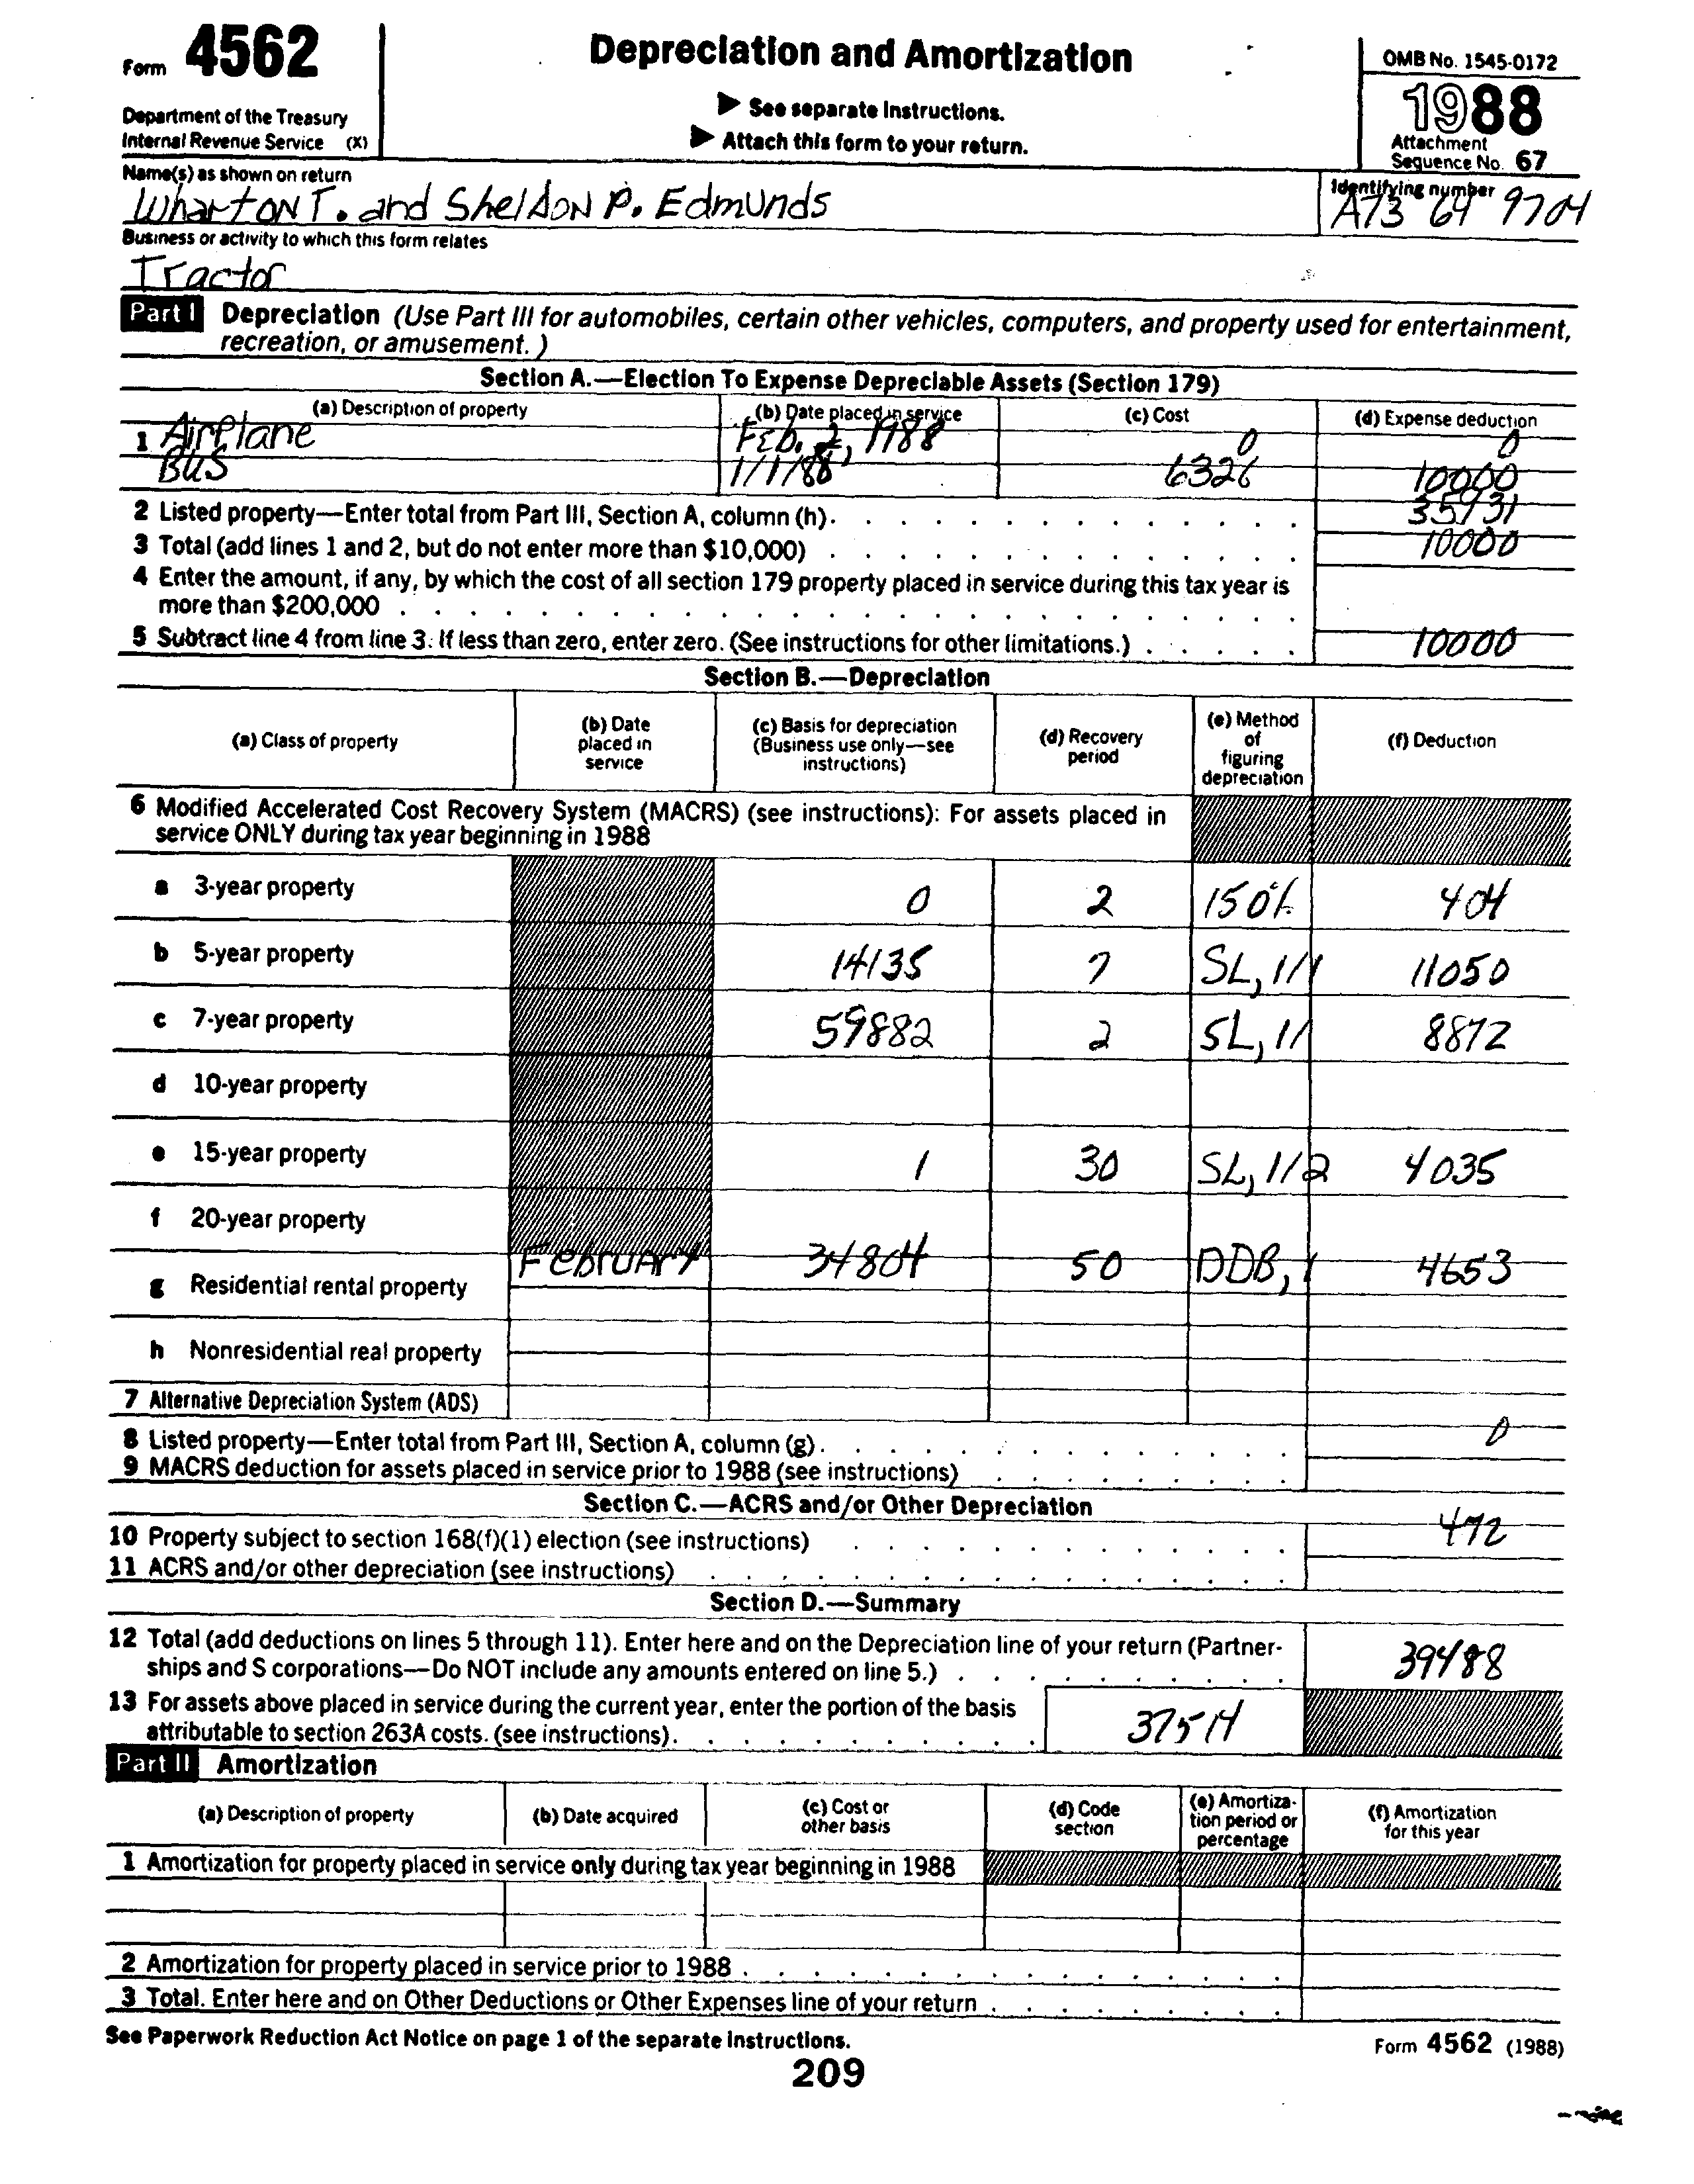 Form 4562
Depreciation and Amortization
OMB No. 1545-0172
▶ See separate Instructions.
1988
Department of the Treasury
Internal Revenue Service (X)
▶ Attach this form to your return.
Attachment
Sequence No. 67
Name(s) as shown on return
Identifying number
Wharton T. and Sheldon P. Edmunds
A73 64 9704
Business or activity to which this form relates
Tractor
Part I Depreciation (Use Part III for automobiles, certain other vehicles, computers, and property used for entertainment,
recreation, or amusement.)
Section A.—Election To Expense Depreciable Assets (Section 179)
(a) Description of property (b) Date placed in service (c) Cost (d) Expense deduction
1 Airplane FEB. 2, 1988 0 0
Bus 1/1/88 6326 10000
2 Listed property—Enter total from Part III, Section A, column (h). 35731
3 Total (add lines 1 and 2, but do not enter more than $10,000) 10000
4 Enter the amount, if any, by which the cost of all section 179 property placed in service during this tax year is
more than $200,000
5 Subtract line 4 from line 3. If less than zero, enter zero. (See instructions for other limitations.) 10000
Section B.—Depreciation
(a) Class of property (b) Date placed in service (c) Basis for depreciation (Business use only—see instructions) (d) Recovery period (e) Method of figuring depreciation (f) Deduction
6 Modified Accelerated Cost Recovery System (MACRS) (see instructions): For assets placed in
service ONLY during tax year beginning in 1988
a 3-year property 0 2 150% 404
b 5-year property 14135 7 SL, 1/1 11050
c 7-year property 59882 2 SL, 1/ 8872
d 10-year property
e 15-year property 1 30 SL, 1/2 4035
f 20-year property
February 34804 50 DDB, 1 4653
g Residential rental property
h Nonresidential real property
7 Alternative Depreciation System (ADS)
8 Listed property—Enter total from Part III, Section A, column (g). 0
9 MACRS deduction for assets placed in service prior to 1988 (see instructions)
Section C.—ACRS and/or Other Depreciation
10 Property subject to section 168(f)(1) election (see instructions) 472
11 ACRS and/or other depreciation (see instructions)
Section D.—Summary
12 Total (add deductions on lines 5 through 11). Enter here and on the Depreciation line of your return (Partner-
ships and S corporations—Do NOT include any amounts entered on line 5.) 39488
13 For assets above placed in service during the current year, enter the portion of the basis
attributable to section 263A costs. (see instructions). 37514
Part II Amortization
(a) Description of property (b) Date acquired (c) Cost or other basis (d) Code section (e) Amortiza-tion period or percentage (f) Amortization for this year
1 Amortization for property placed in service only during tax year beginning in 1988
2 Amortization for property placed in service prior to 1988
3 Total. Enter here and on Other Deductions or Other Expenses line of your return
See Paperwork Reduction Act Notice on page 1 of the separate Instructions.
Form 4562 (1988)
209